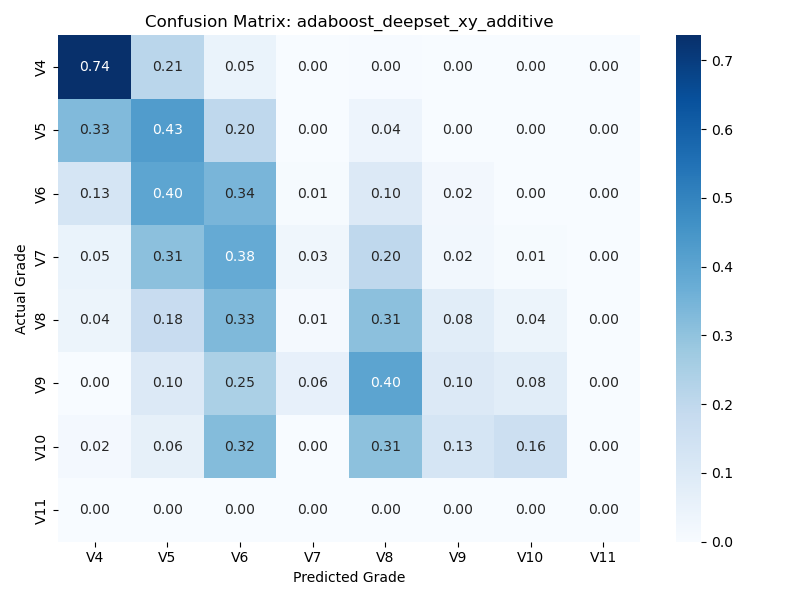 Confusion Matrix: adaboost_deepset_xy_additive
V4 0.74 0.21 0.05 0.00 0.00 0.00 0.00 0.00
V5 0.33 0.43 0.20 0.00 0.04 0.00 0.00 0.00
V6 0.13 0.40 0.34 0.01 0.10 0.02 0.00 0.00
V7 0.05 0.31 0.38 0.03 0.20 0.02 0.01 0.00
V8 0.04 0.18 0.33 0.01 0.31 0.08 0.04 0.00
V9 0.00 0.10 0.25 0.06 0.40 0.10 0.08 0.00
V10 0.02 0.06 0.32 0.00 0.31 0.13 0.16 0.00
V11 0.00 0.00 0.00 0.00 0.00 0.00 0.00 0.00
V4 V5 V6 V7 V8 V9 V10 V11
Predicted Grade
Actual Grade
0.7
0.6
0.5
0.4
0.3
0.2
0.1
0.0